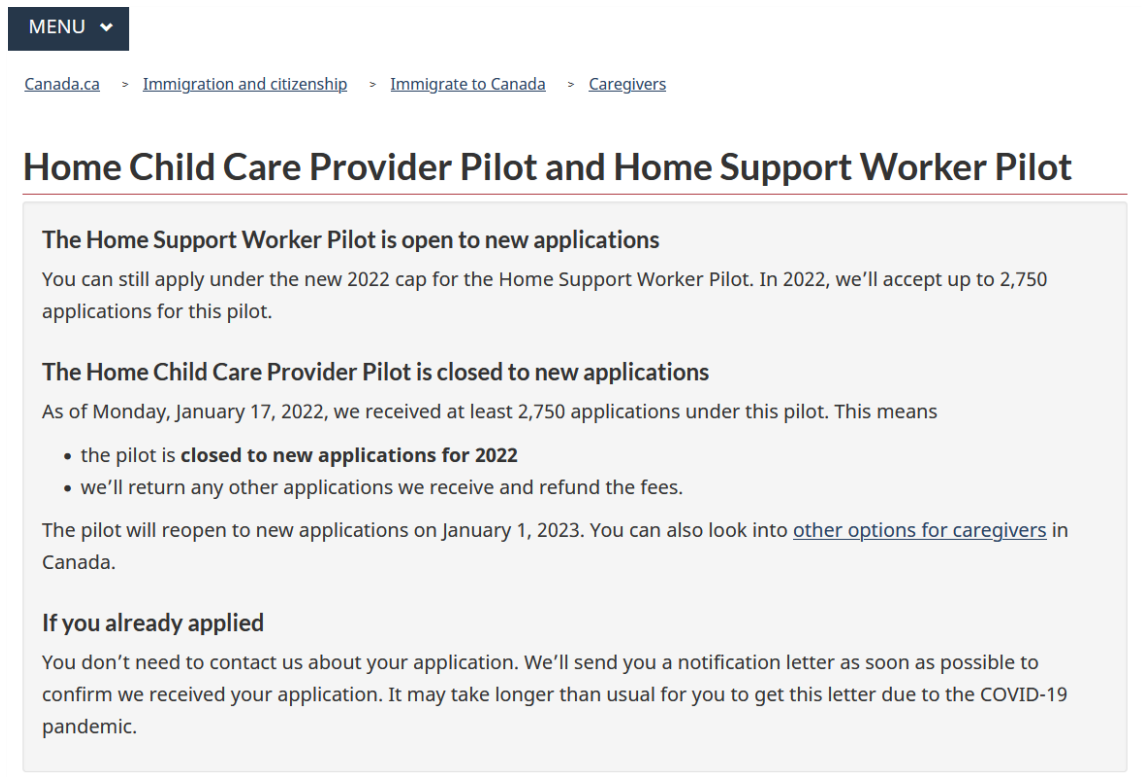 MENU
Canada.ca > Immigration and citizenship > Immigrate to Canada > Caregivers
Home Child Care Provider Pilot and Home Support Worker Pilot
The Home Support Worker Pilot is open to new applications
You can still apply under the new 2022 cap for the Home Support Worker Pilot. In 2022, we’ll accept up to 2,750
applications for this pilot.
The Home Child Care Provider Pilot is closed to new applications
As of Monday, January 17, 2022, we received at least 2,750 applications under this pilot. This means
• the pilot is closed to new applications for 2022
• we’ll return any other applications we receive and refund the fees.
The pilot will reopen to new applications on January 1, 2023. You can also look into other options for caregivers in
Canada.
If you already applied
You don’t need to contact us about your application. We’ll send you a notification letter as soon as possible to
confirm we received your application. It may take longer than usual for you to get this letter due to the COVID-19
pandemic.